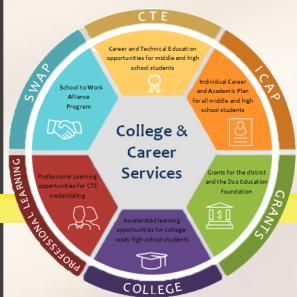 CTE
Career and Technical Education
opportunities for middle and high
school students
ICAP
Individual Career
and Academic Plan
for all middle and high
school students
GRANTS
Grants for the district
and the D11 Education
Foundation
COLLEGE
Accelerated learning
opportunities for college-
ready high school students
PROFESSIONAL LEARNING
Professional Learning
opportunities for CTE
credentialing
SWAP
School to Work
Alliance
Program
College &
Career
Services